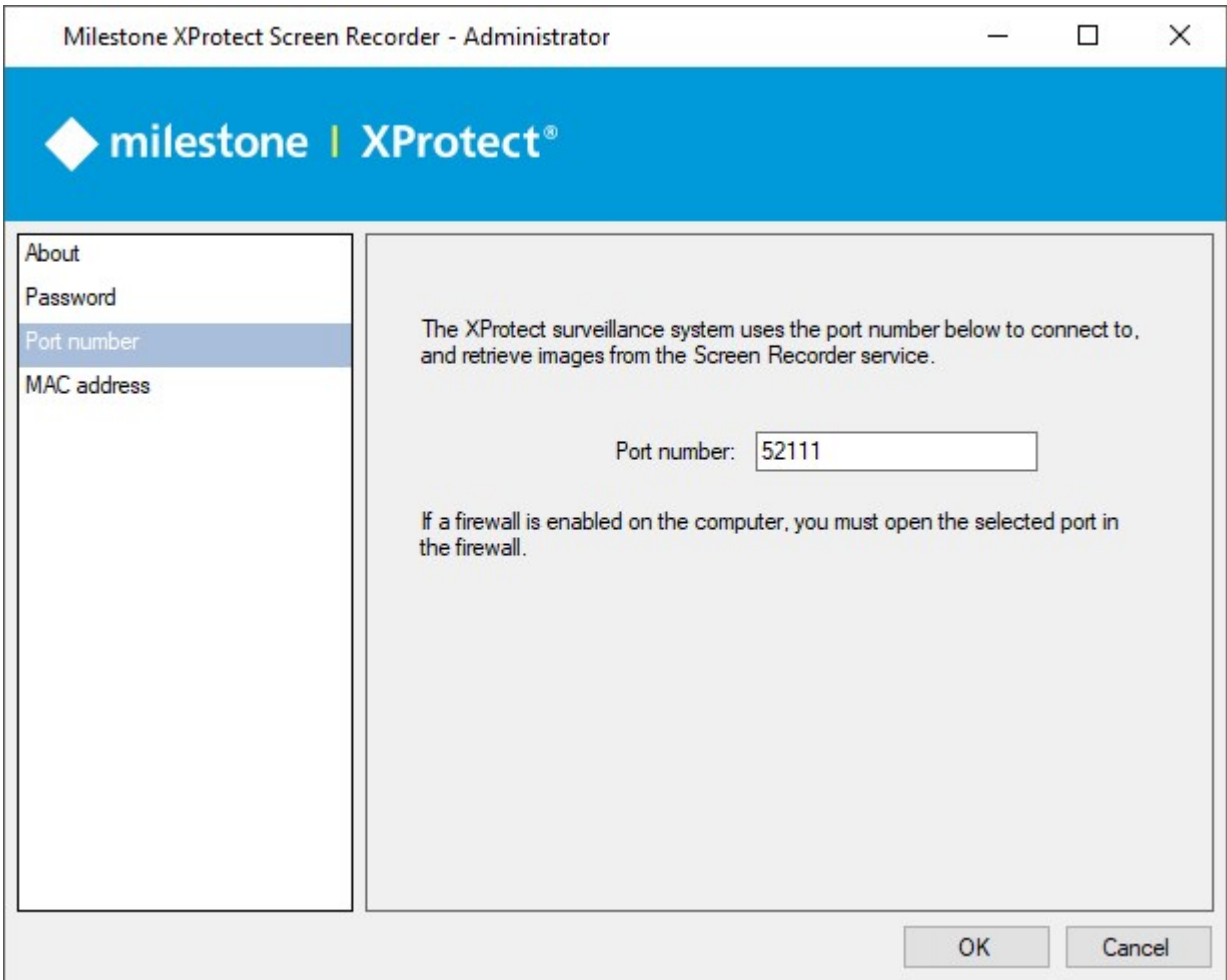 Milestone XProtect Screen Recorder - Administrator
milestone | XProtect®
About
Password
Port number
MAC address
The XProtect surveillance system uses the port number below to connect to,
and retrieve images from the Screen Recorder service.
Port number: 52111
If a firewall is enabled on the computer, you must open the selected port in
the firewall.
OK Cancel